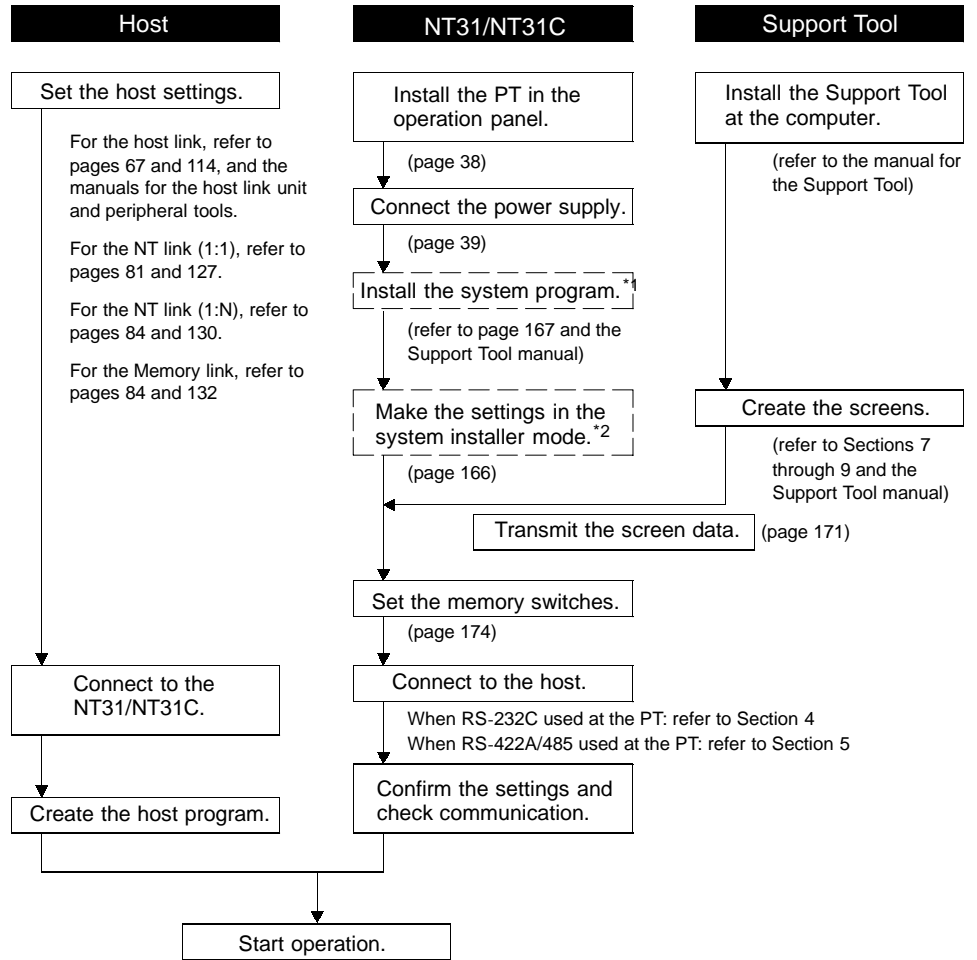 Host
NT31/NT31C
Support Tool
Set the host settings.
For the host link, refer to
pages 67 and 114, and the
manuals for the host link unit
and peripheral tools.
For the NT link (1:1), refer to
pages 81 and 127.
For the NT link (1:N), refer to
pages 84 and 130.
For the Memory link, refer to
pages 84 and 132
Connect to the
NT31/NT31C.
Create the host program.
Install the PT in the
operation panel.
(page 38)
Connect the power supply.
(page 39)
Install the system program.*1
(refer to page 167 and the
Support Tool manual)
Make the settings in the
system installer mode.*2
(page 166)
Install the Support Tool
at the computer.
(refer to the manual for
the Support Tool)
Create the screens.
(refer to Sections 7
through 9 and the
Support Tool manual)
Transmit the screen data. (page 171)
Set the memory switches.
(page 174)
Connect to the host.
When RS-232C used at the PT: refer to Section 4
When RS-422A/485 used at the PT: refer to Section 5
Confirm the settings and
check communication.
Start operation.